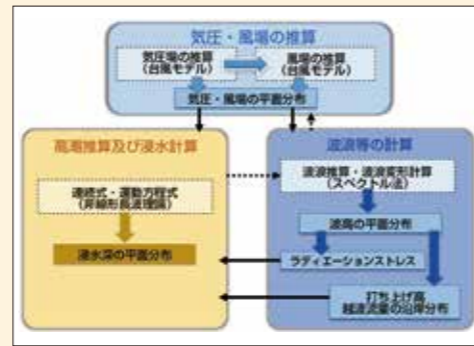 気圧・風場の推算
気圧場の推算
（台風モデル）
風場の推算
（台風モデル）
気圧・風場の平面分布
高潮推算及び浸水計算
連続式・運動方程式
（非線形長波理論）
浸水深の平面分布
波浪等の計算
波浪推算・波浪変形計算
（スペクトル法）
波高の平面分布
ラディエーションストレス
打ち上げ高
越波流量の沿岸分布